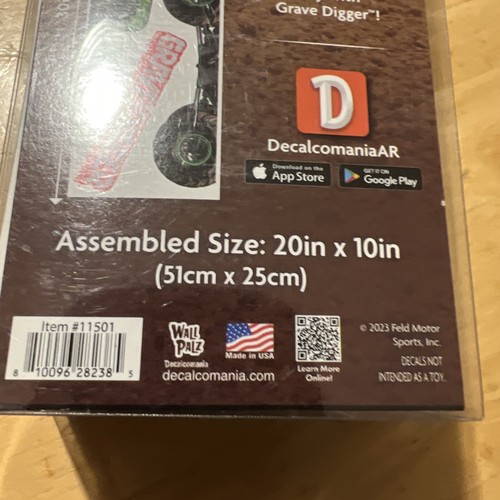 with
Grave Digger™!
D
DecalcomaniaAR
Download on the
App Store
GET IT ON
Google Play
Assembled Size: 20in x 10in
(51cm x 25cm)
Item #11501
8 10096 28238 5
WALL
PALZ
Decalcomania
decalcomania.com
Made in USA
Learn More
Online!
© 2023 Feld Motor
Sports, Inc.
DECALS NOT
INTENDED AS A TOY.